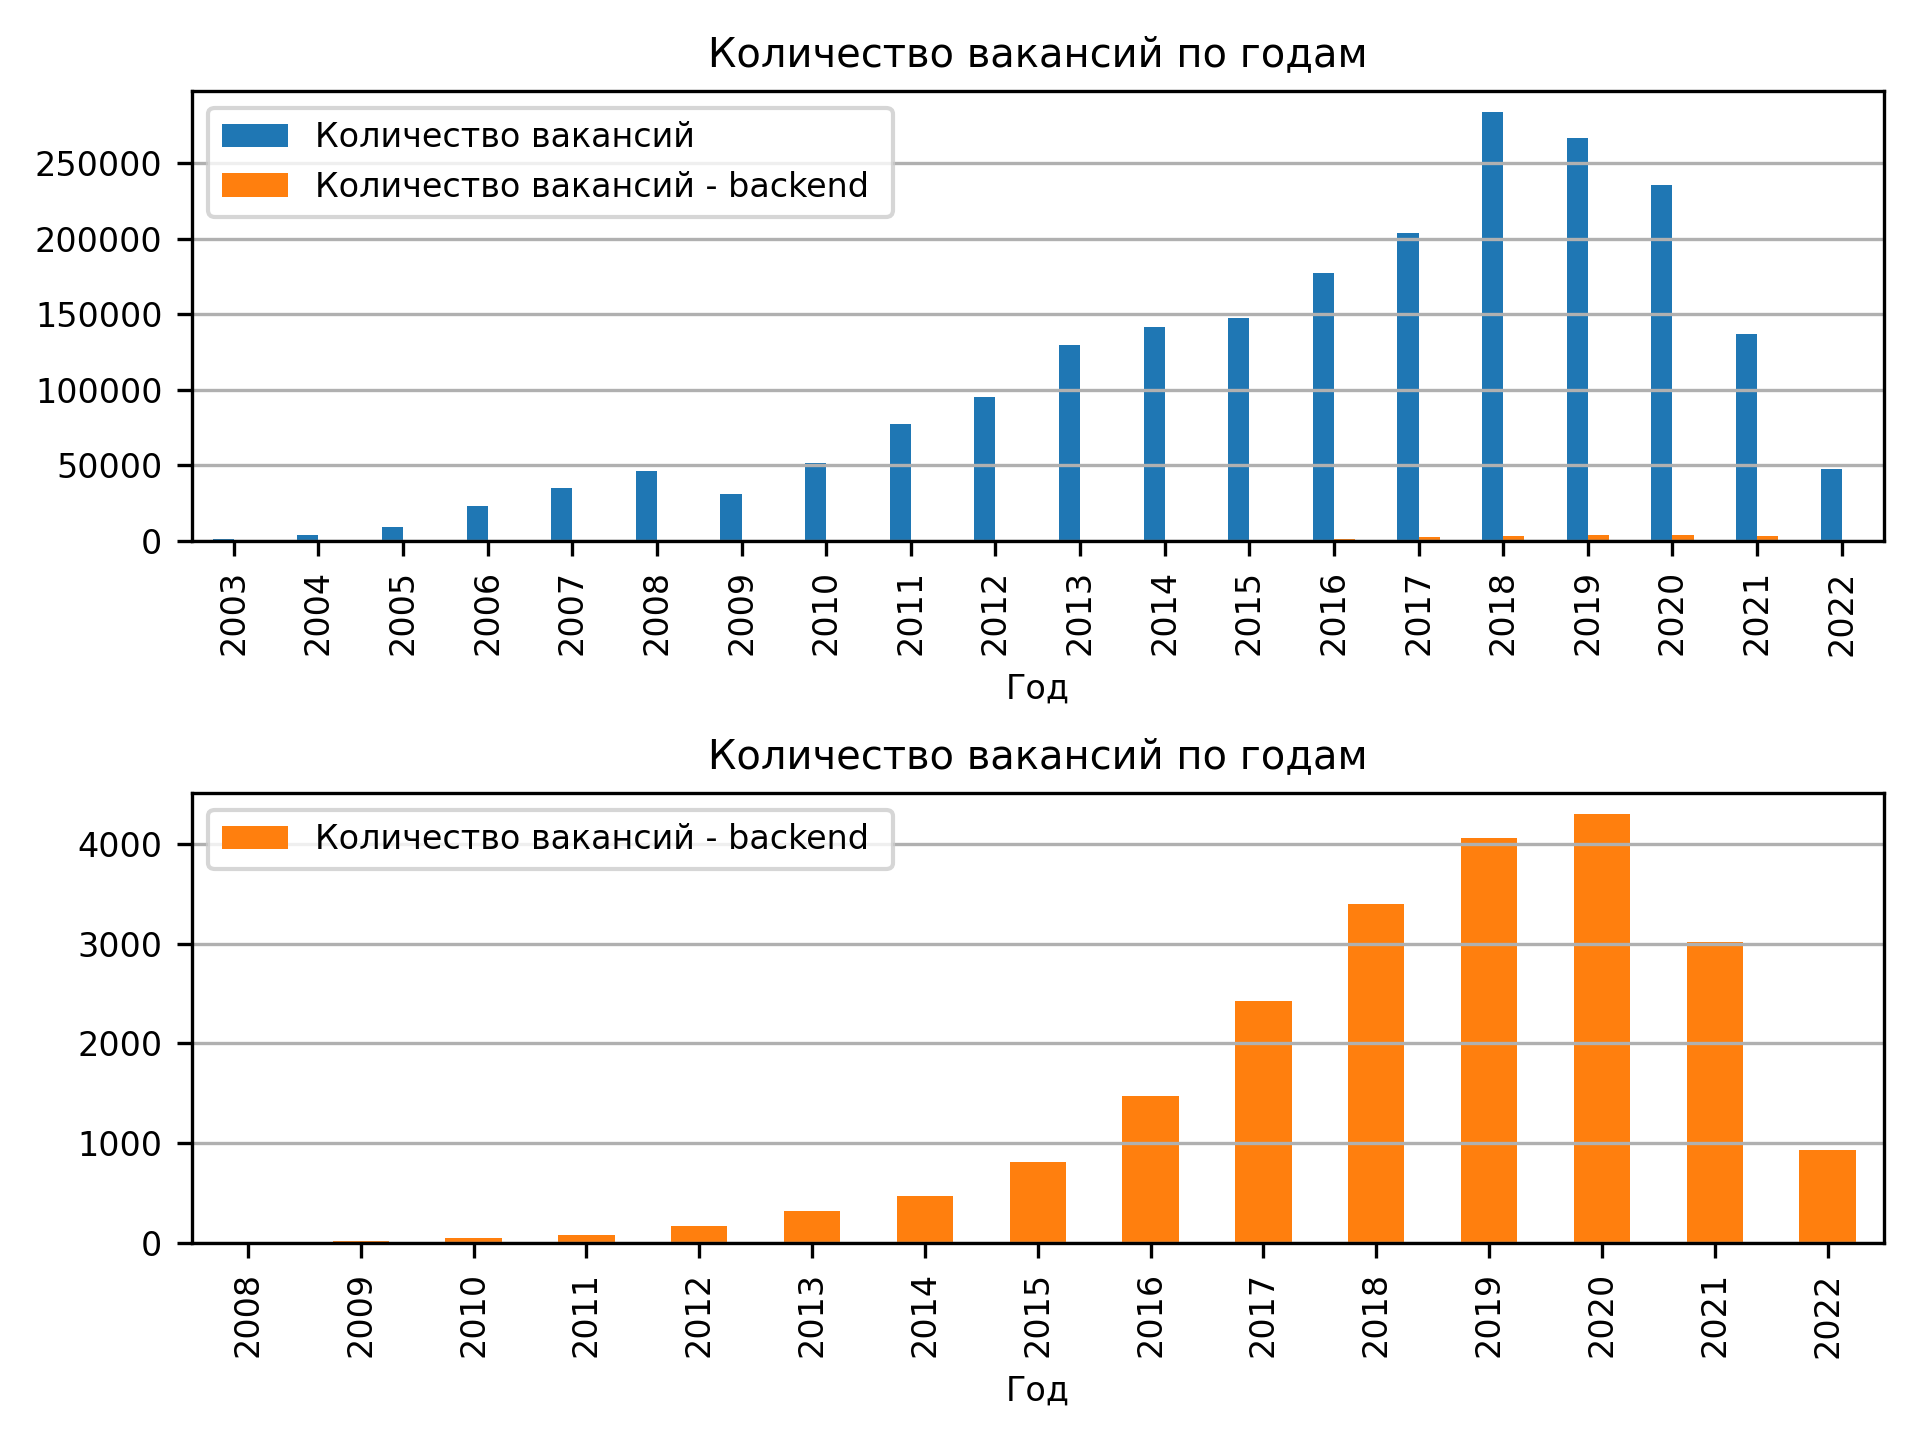 Количество вакансий по годам
Количество вакансий
Количество вакансий - backend
250000
200000
150000
100000
50000
0
2003 2004 2005 2006 2007 2008 2009 2010 2011 2012 2013 2014 2015 2016 2017 2018 2019 2020 2021 2022
Год
Количество вакансий по годам
Количество вакансий - backend
4000
3000
2000
1000
0
2008 2009 2010 2011 2012 2013 2014 2015 2016 2017 2018 2019 2020 2021 2022
Год